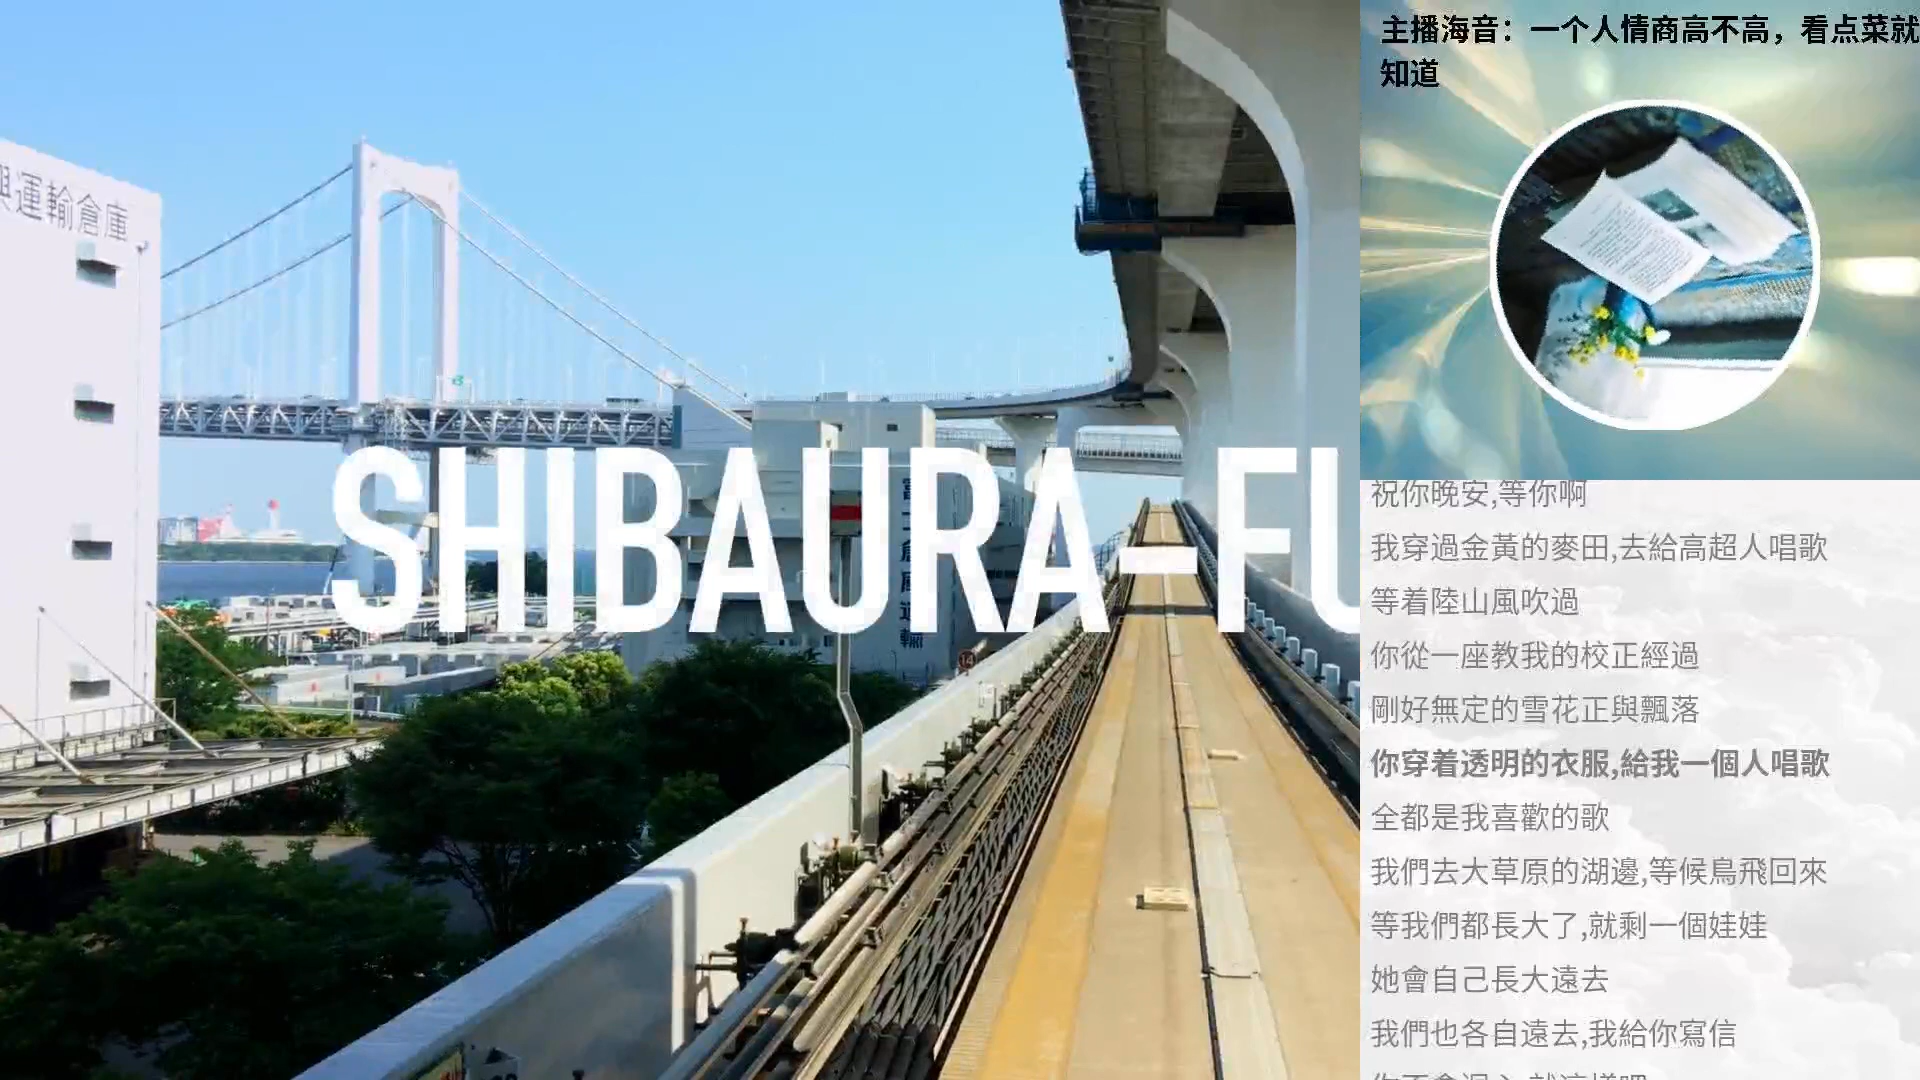 運輸倉庫
SHIBAURA-FU
14
主播海音：一个人情商高不高，看点菜就
知道
祝你晚安,等你啊
我穿過金黃的麥田,去給高超人唱歌
等着陸山風吹過
你從一座教我的校正經過
剛好無定的雪花正與飄落
你穿着透明的衣服,給我一個人唱歌
全都是我喜歡的歌
我們去大草原的湖邊,等候鳥飛回來
等我們都長大了,就剩一個娃娃
她會自己長大遠去
我們也各自遠去,我給你寫信